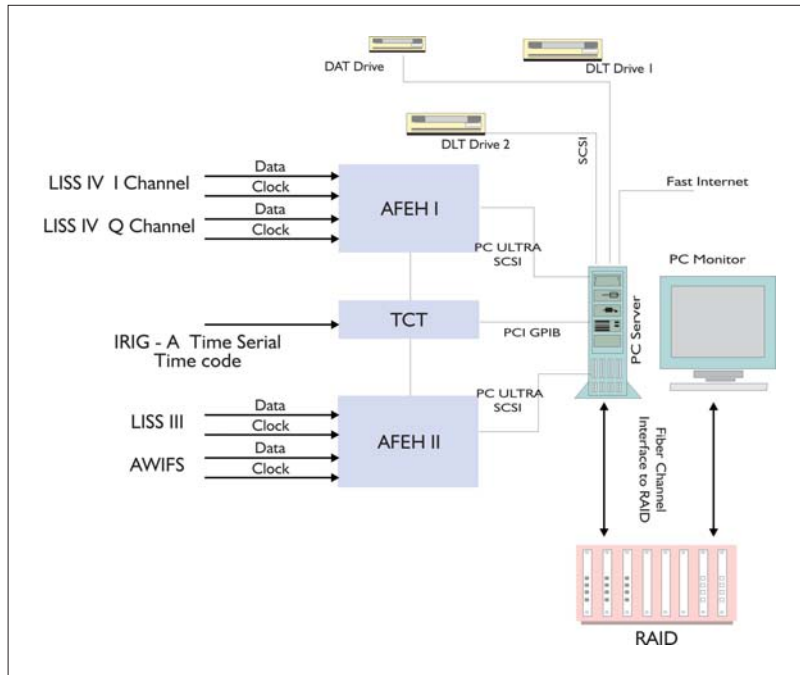 DAT Drive
DLT Drive 1
DLT Drive 2
SCSI
Fast Internet
LISS IV I Channel
Data
Clock
LISS IV Q Channel
Data
Clock
AFEH I
PC ULTRA
SCSI
PC Monitor
PC Server
IRIG - A Time Serial
Time code
TCT
PCI GPIB
LISS III
Data
Clock
AWIFS
Data
Clock
AFEH II
PC ULTRA
SCSI
Fiber Channel
Interface to RAID
RAID